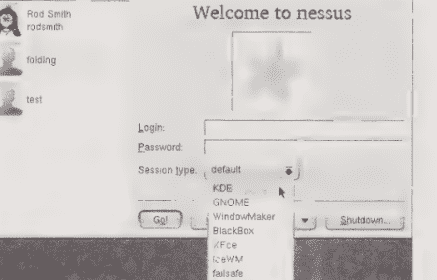 Rod Smith
rodsmith
folding
test
Welcome to nessus
Login:
Password:
Session type: default
KDE
GNOME
WindowMaker
BlackBox
XFce
IceWM
failsafe
Go!
Shutdown...